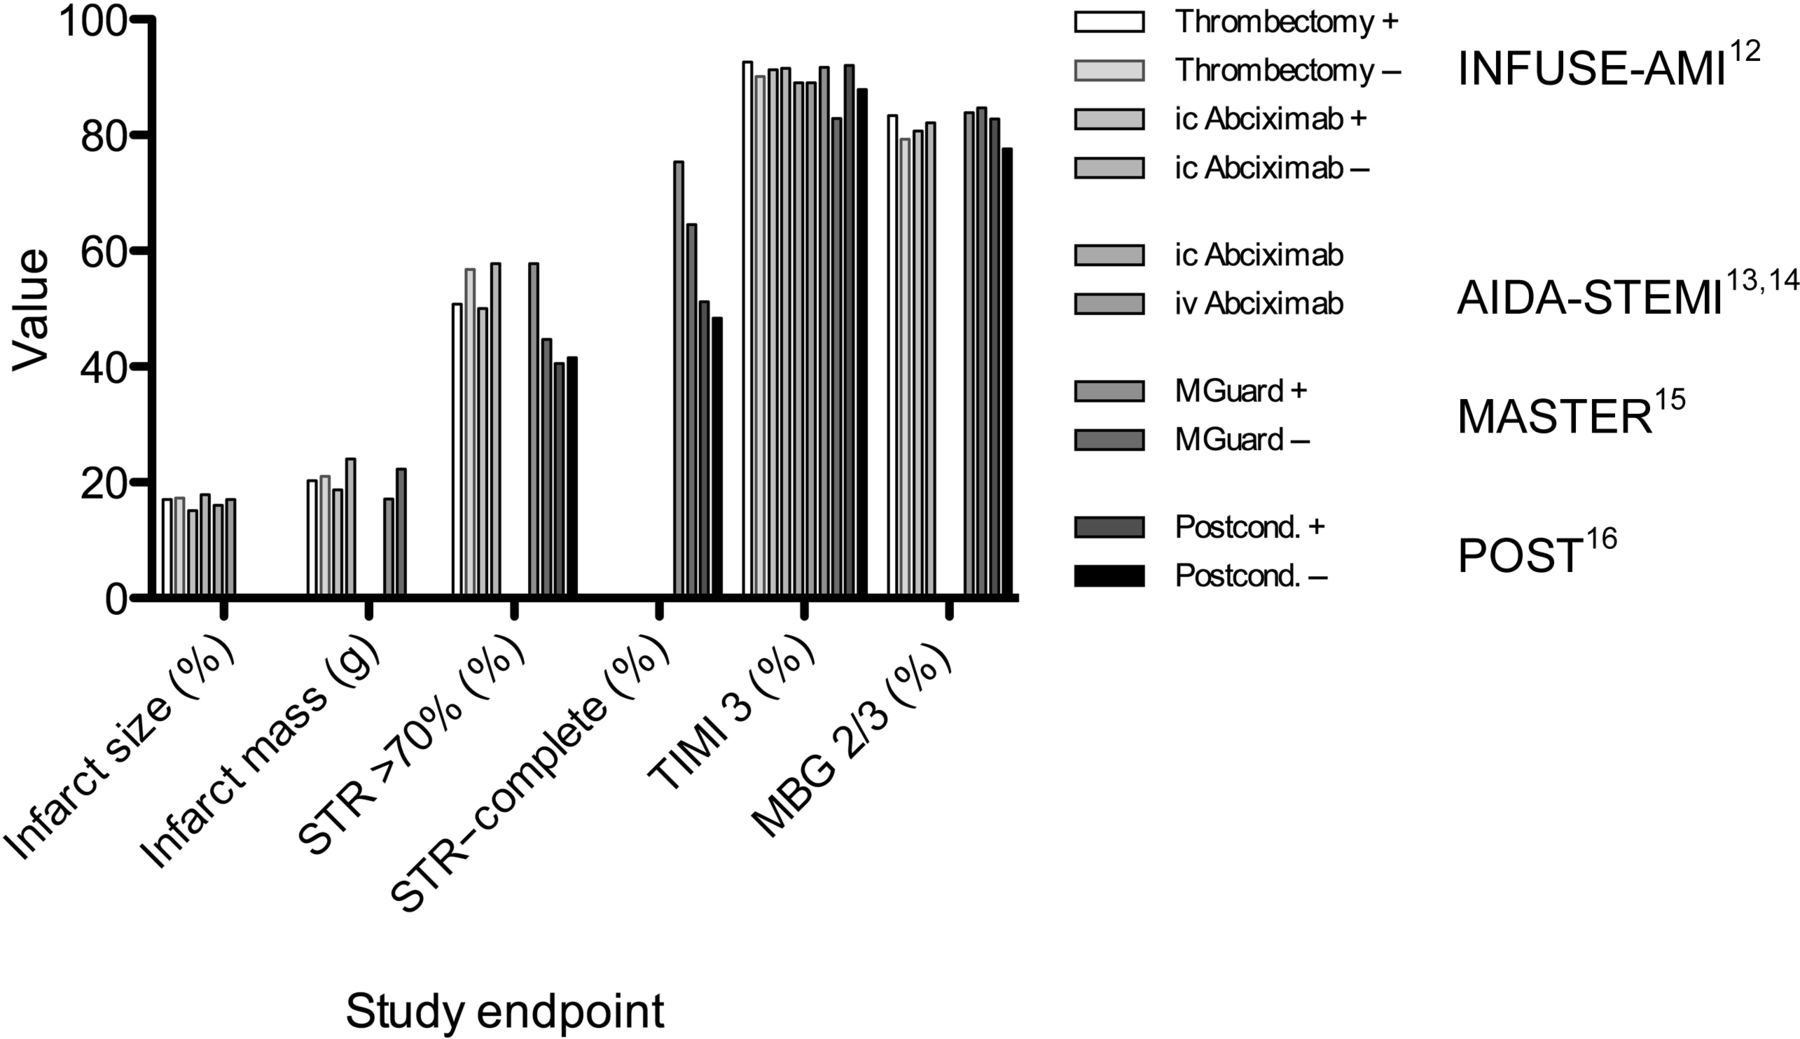 100
80
60
40
20
0
Value
Infarct size (%)
Infarct mass (g)
STR >70% (%)
STR–complete (%)
TIMI 3 (%)
MBG 2/3 (%)
Study endpoint
Thrombectomy +
Thrombectomy –
ic Abciximab +
ic Abciximab –
INFUSE-AMI12
ic Abciximab
iv Abciximab
AIDA-STEMI13,14
MGuard +
MGuard –
MASTER15
Postcond. +
Postcond. –
POST16